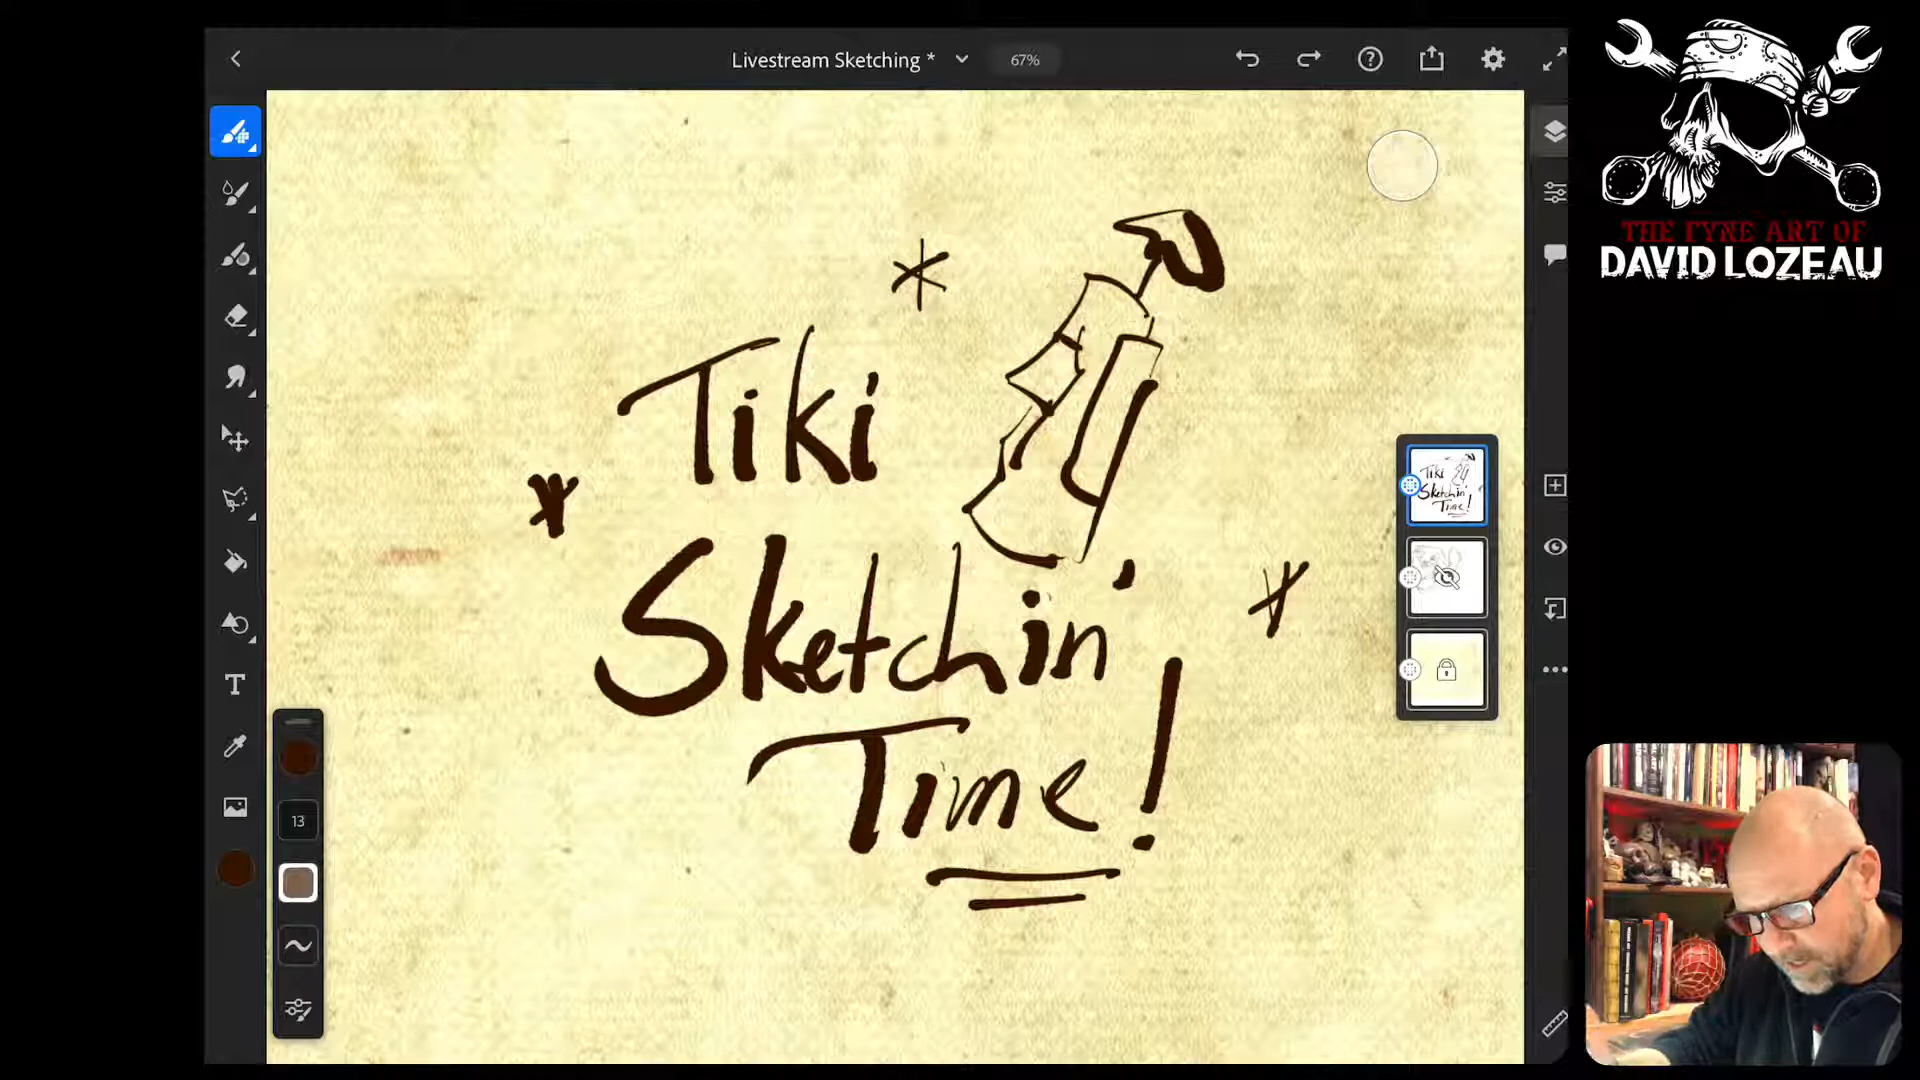 Livestream Sketching *
67%
THE FYNE ART OF
DAVID LOZEAU
Tiki
Sketchin'
Time!
T
13